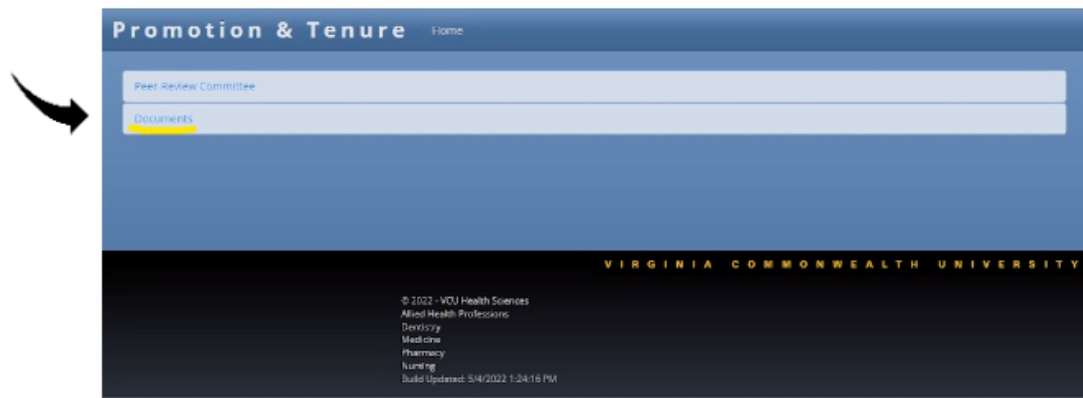 Promotion & Tenure Home
Peer Review Committee
Documents
VIRGINIA COMMONWEALTH UNIVERSITY
© 2022 - VCU Health Sciences
Allied Health Professions
Dentistry
Medicine
Pharmacy
Nursing
Build Updated: 5/4/2022 1:24:16 PM